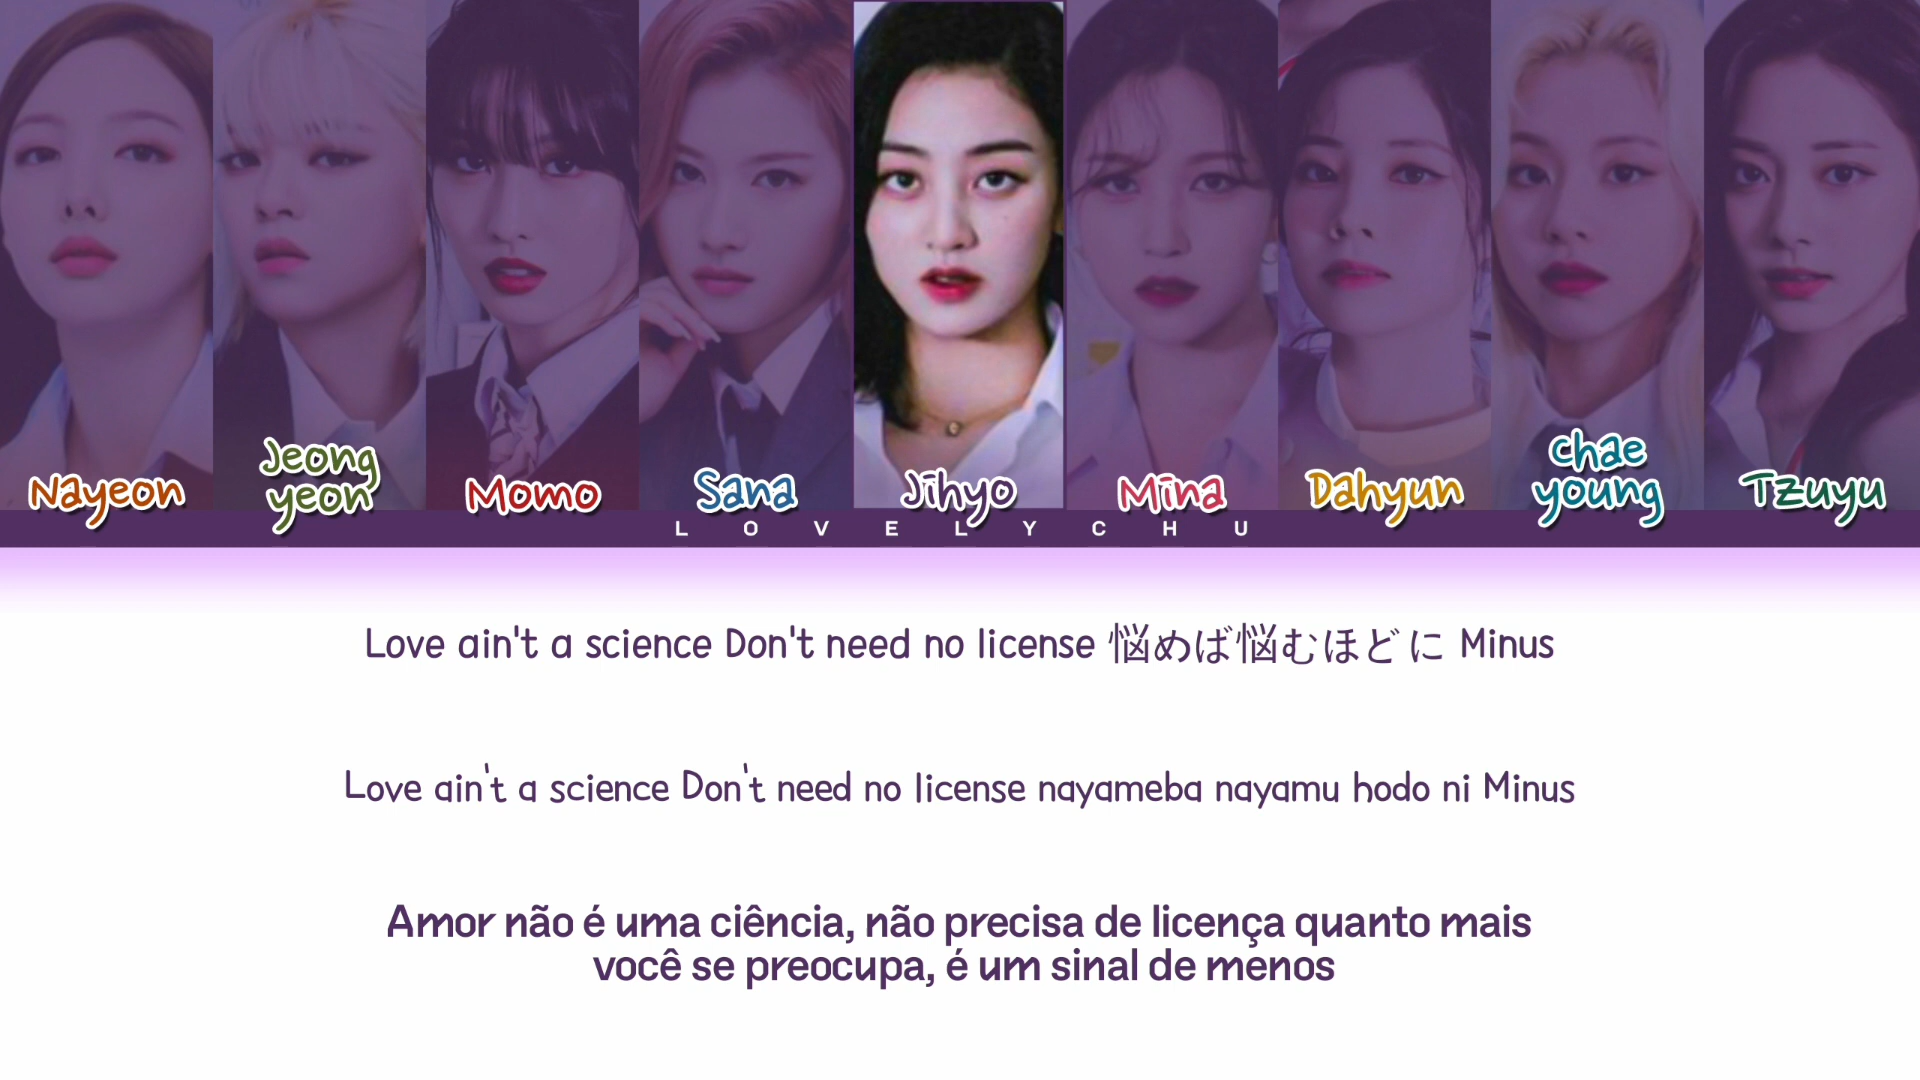 Nayeon
Jeong
yeon
Momo
Sana
Jihyo
Mina
Dahyun
chae
young
Tzuyu
LOVELYCHU
Love ain't a science Don't need no license 悩めば悩むほどに Minus
Love ain't a science Don't need no license nayameba nayamu hodo ni Minus
Amor não é uma ciência, não precisa de licença quanto mais
você se preocupa, é um sinal de menos